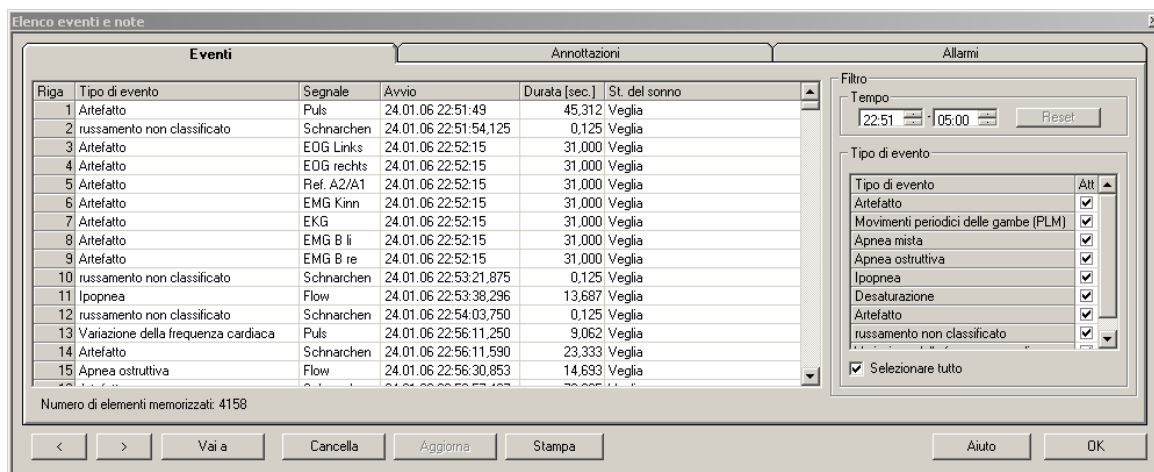 Elenco eventi e note
Eventi
Annotazioni
Allarmi
Riga Tipo di evento Segnale Avvio Durata [sec.] St. del sonno
1 Artefatto Puls 24.01.06 22:51:49 45,312 Veglia
2 russamento non classificato Schnarchen 24.01.06 22:51:54,125 0,125 Veglia
3 Artefatto EOG Links 24.01.06 22:52:15 31,000 Veglia
4 Artefatto EOG rechts 24.01.06 22:52:15 31,000 Veglia
5 Artefatto Ref. A2/A1 24.01.06 22:52:15 31,000 Veglia
6 Artefatto EMG Kinn 24.01.06 22:52:15 31,000 Veglia
7 Artefatto EKG 24.01.06 22:52:15 31,000 Veglia
8 Artefatto EMG B li 24.01.06 22:52:15 31,000 Veglia
9 Artefatto EMG B re 24.01.06 22:52:15 31,000 Veglia
10 russamento non classificato Schnarchen 24.01.06 22:53:21,875 0,125 Veglia
11 Ipopnea Flow 24.01.06 22:53:38,296 13,687 Veglia
12 russamento non classificato Schnarchen 24.01.06 22:54:03,750 0,125 Veglia
13 Variazione della frequenza cardiaca Puls 24.01.06 22:56:11,250 9,062 Veglia
14 Artefatto Schnarchen 24.01.06 22:56:11,590 23,333 Veglia
15 Apnea ostruttiva Flow 24.01.06 22:56:30,853 14,693 Veglia
Numero di elementi memorizzati: 4158
Filtro
Tempo
22:51 - 05:00 Reset
Tipo di evento
Tipo di evento Att
Artefatto
Movimenti periodici delle gambe (PLM)
Apnea mista
Apnea ostruttiva
Ipopnea
Desaturazione
Artefatto
russamento non classificato
Selezionare tutto
< > Vai a Cancella Aggiorna Stampa Aiuto OK